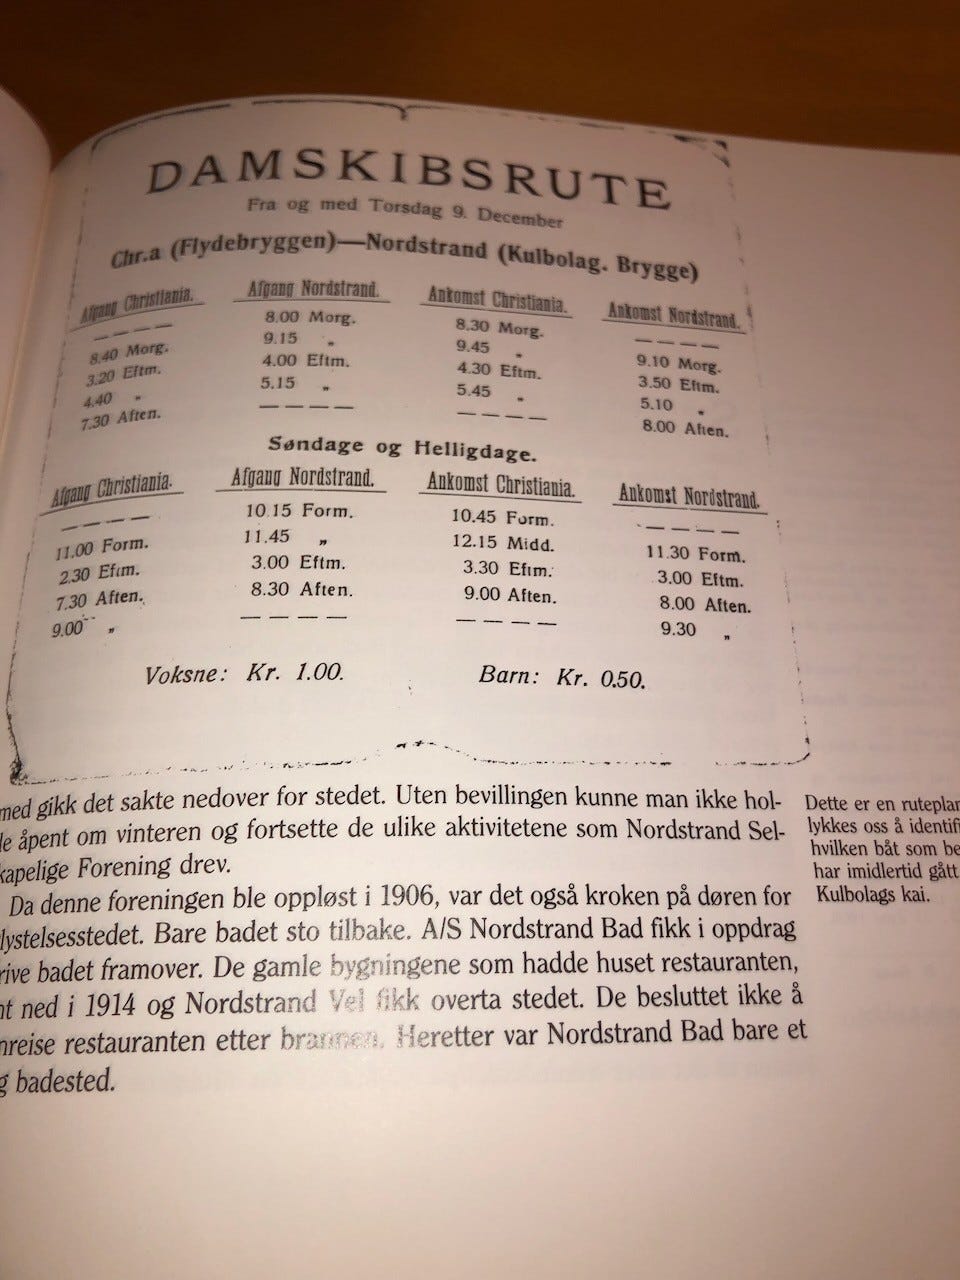 DAMSKIBSRUTE
Fra og med Torsdag 9. December
Chr.a (Flydebryggen)—Nordstrand (Kulbolag. Brygge)
Afgang Christiania. Afgang Nordstrand. Ankomst Christiania. Ankomst Nordstrand.
— — — — 8.00 Morg. 8.30 Morg. — — — —
8.40 Morg. 9.15 „ 9.45 „ 9.10 Morg.
3.20 Eftm. 4.00 Eftm. 4.30 Eftm. 3.50 Eftm.
4.40 „ 5.15 „ 5.45 „ 5.10 „
7.30 Aften. — — — — — — — — 8.00 Aften.
Søndage og Helligdage.
Afgang Christiania. Afgang Nordstrand. Ankomst Christiania. Ankomst Nordstrand.
— — — — 10.15 Form. 10.45 Form. — — — —
11.00 Form. 11.45 „ 12.15 Midd. 11.30 Form.
2.30 Eftm. 3.00 Eftm. 3.30 Eftm. 3.00 Eftm.
7.30 Aften. 8.30 Aften. 9.00 Aften. 8.00 Aften.
9.00 „ — — — — — — — — 9.30 „
Voksne: Kr. 1.00. Barn: Kr. 0.50.
med gikk det sakte nedover for stedet. Uten bevillingen kunne man ikke hol-
de åpent om vinteren og fortsette de ulike aktivitetene som Nordstrand Sel-
kapelige Forening drev.
Da denne foreningen ble oppløst i 1906, var det også kroken på døren for
lystelsesstedet. Bare badet sto tilbake. A/S Nordstrand Bad fikk i oppdrag
rive badet framover. De gamle bygningene som hadde huset restauranten,
nt ned i 1914 og Nordstrand Vel fikk overta stedet. De besluttet ikke å
nreise restauranten etter brannen. Heretter var Nordstrand Bad bare et
g badested.
Dette er en ruteplan
lykkes oss å identifi
hvilken båt som be
har imidlertid gått
Kulbolags kai.